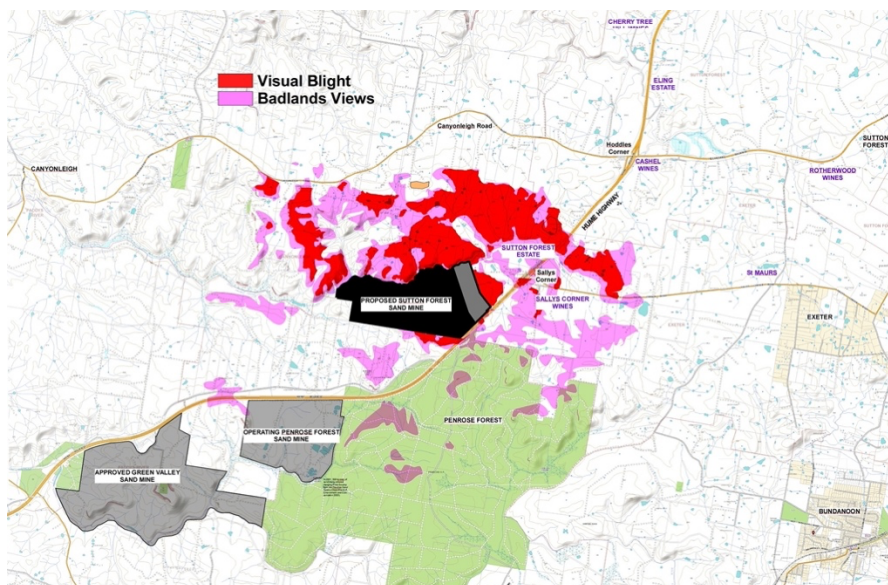 CHERRY TREE
ELING
ESTATE
Visual Blight
Badlands Views
Canyonleigh Road
Hoddles
Corner
SUTTON
FOREST
CANYONLEIGH
CASHEL
WINES
ROTHERWOOD
WINES
HUME HIGHWAY
SUTTON FOREST
ESTATE
Sallys
Corner
St MAURS
PROPOSED SUTTON FOREST
SAND MINE
SALLYS CORNER
WINES
EXETER
PENROSE FOREST
OPERATING PENROSE FOREST
SAND MINE
APPROVED GREEN VALLEY
SAND MINE
BUNDANOON